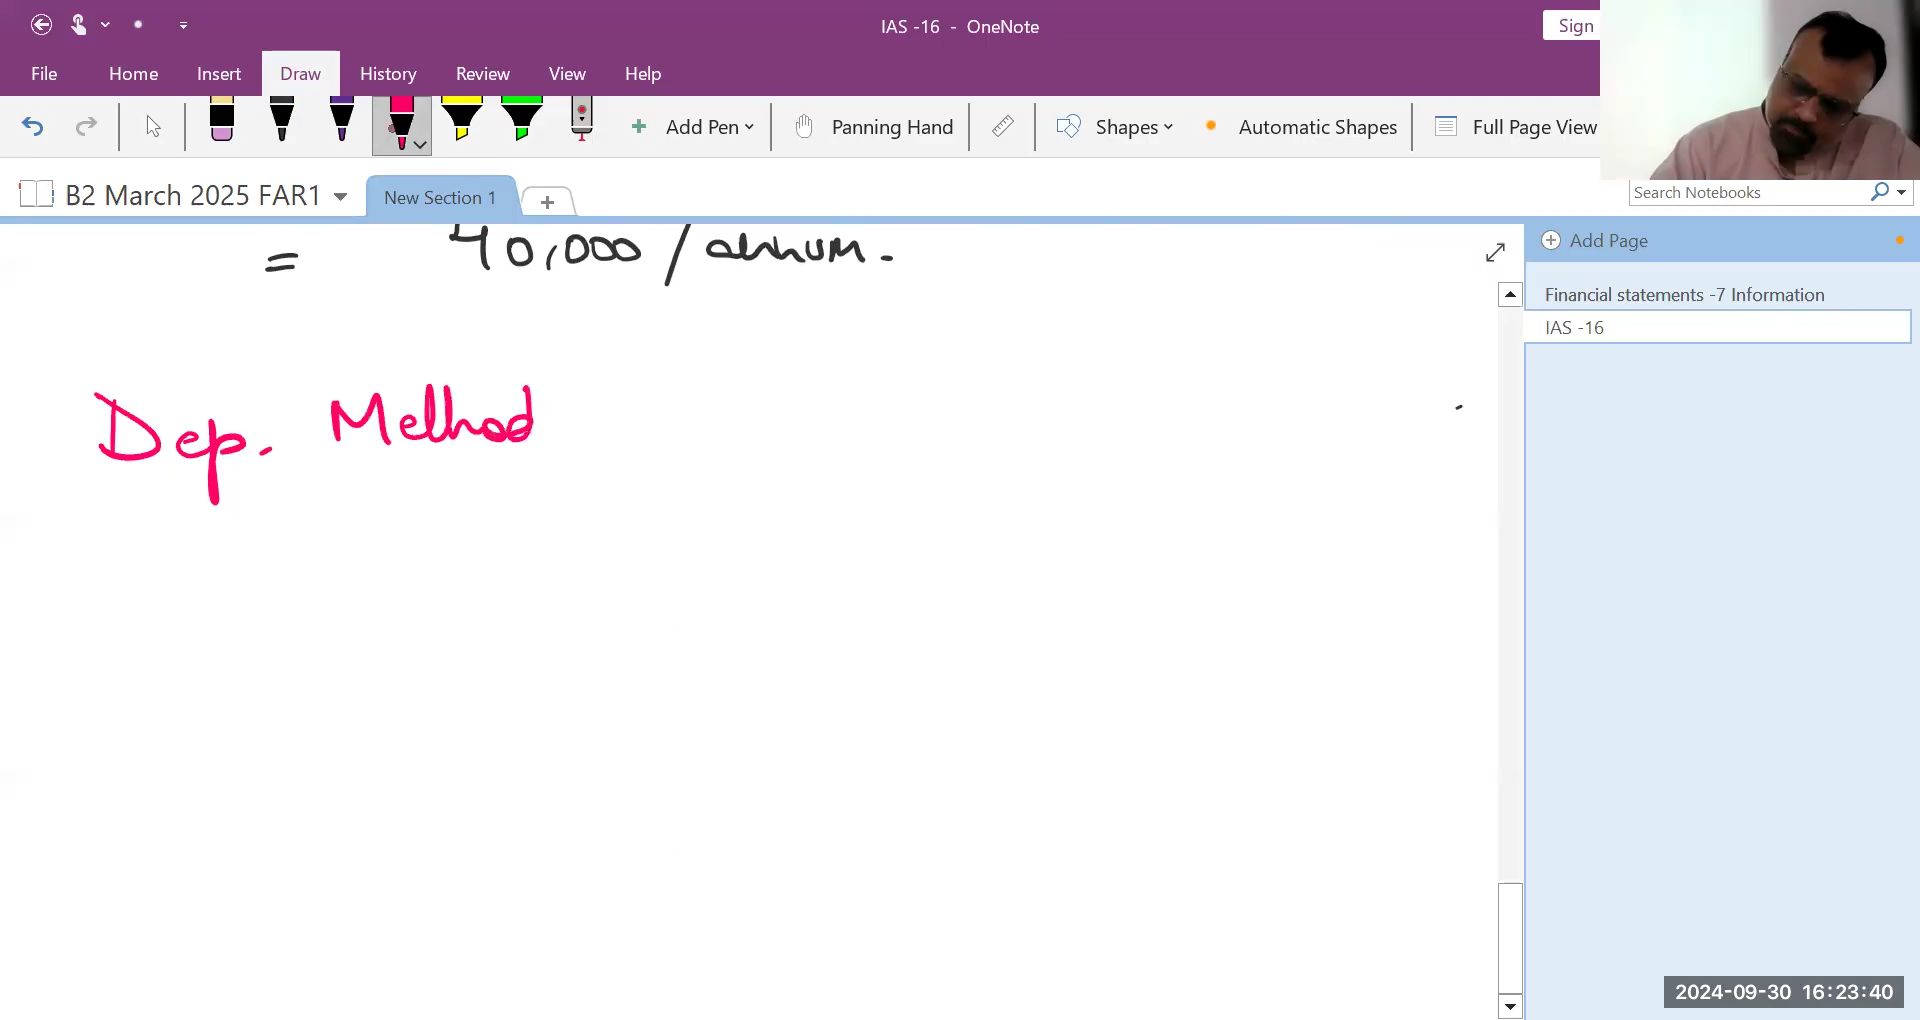 IAS -16 - OneNote
Sign
File Home Insert Draw History Review View Help
Add Pen Panning Hand Shapes Automatic Shapes Full Page View
B2 March 2025 FAR1 New Section 1 Search Notebooks
= 40,000 / annum.
Add Page
Financial statements -7 Information
IAS -16
Dep. Method
2024-09-30 16:23:40